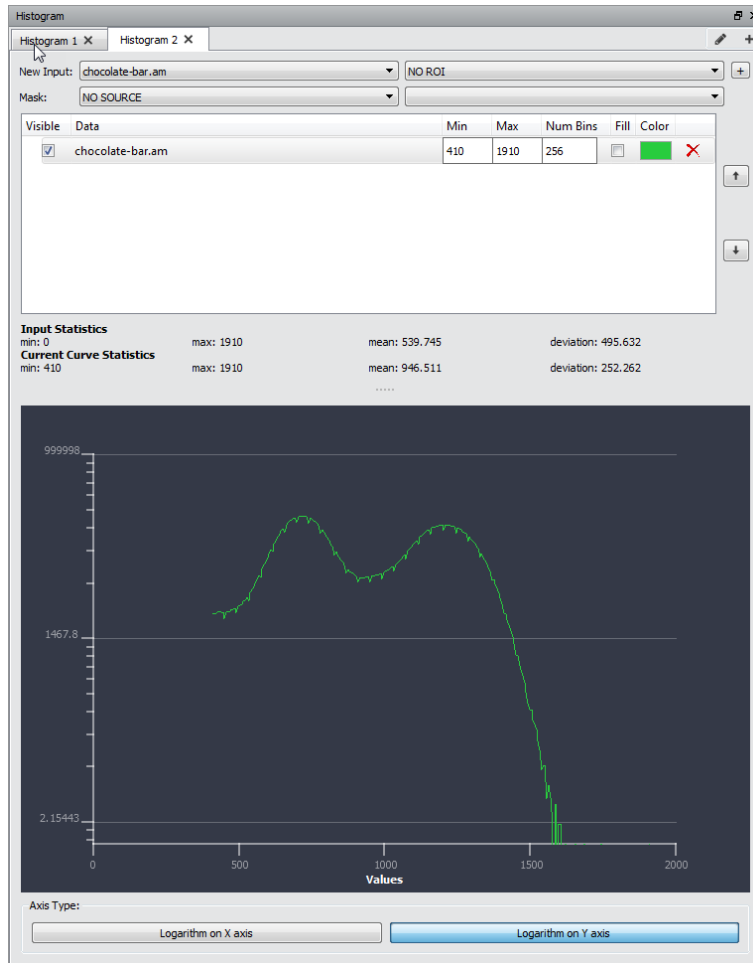 Histogram
Histogram 1 Histogram 2
New Input: chocolate-bar.am NO ROI
Mask: NO SOURCE
Visible Data Min Max Num Bins Fill Color
chocolate-bar.am 410 1910 256
Input Statistics
min: 0 max: 1910 mean: 539.745 deviation: 495.632
Current Curve Statistics
min: 410 max: 1910 mean: 946.511 deviation: 252.262
999998
1467.8
2.15443
0 500 1000 1500 2000
Values
Axis Type:
Logarithm on X axis Logarithm on Y axis